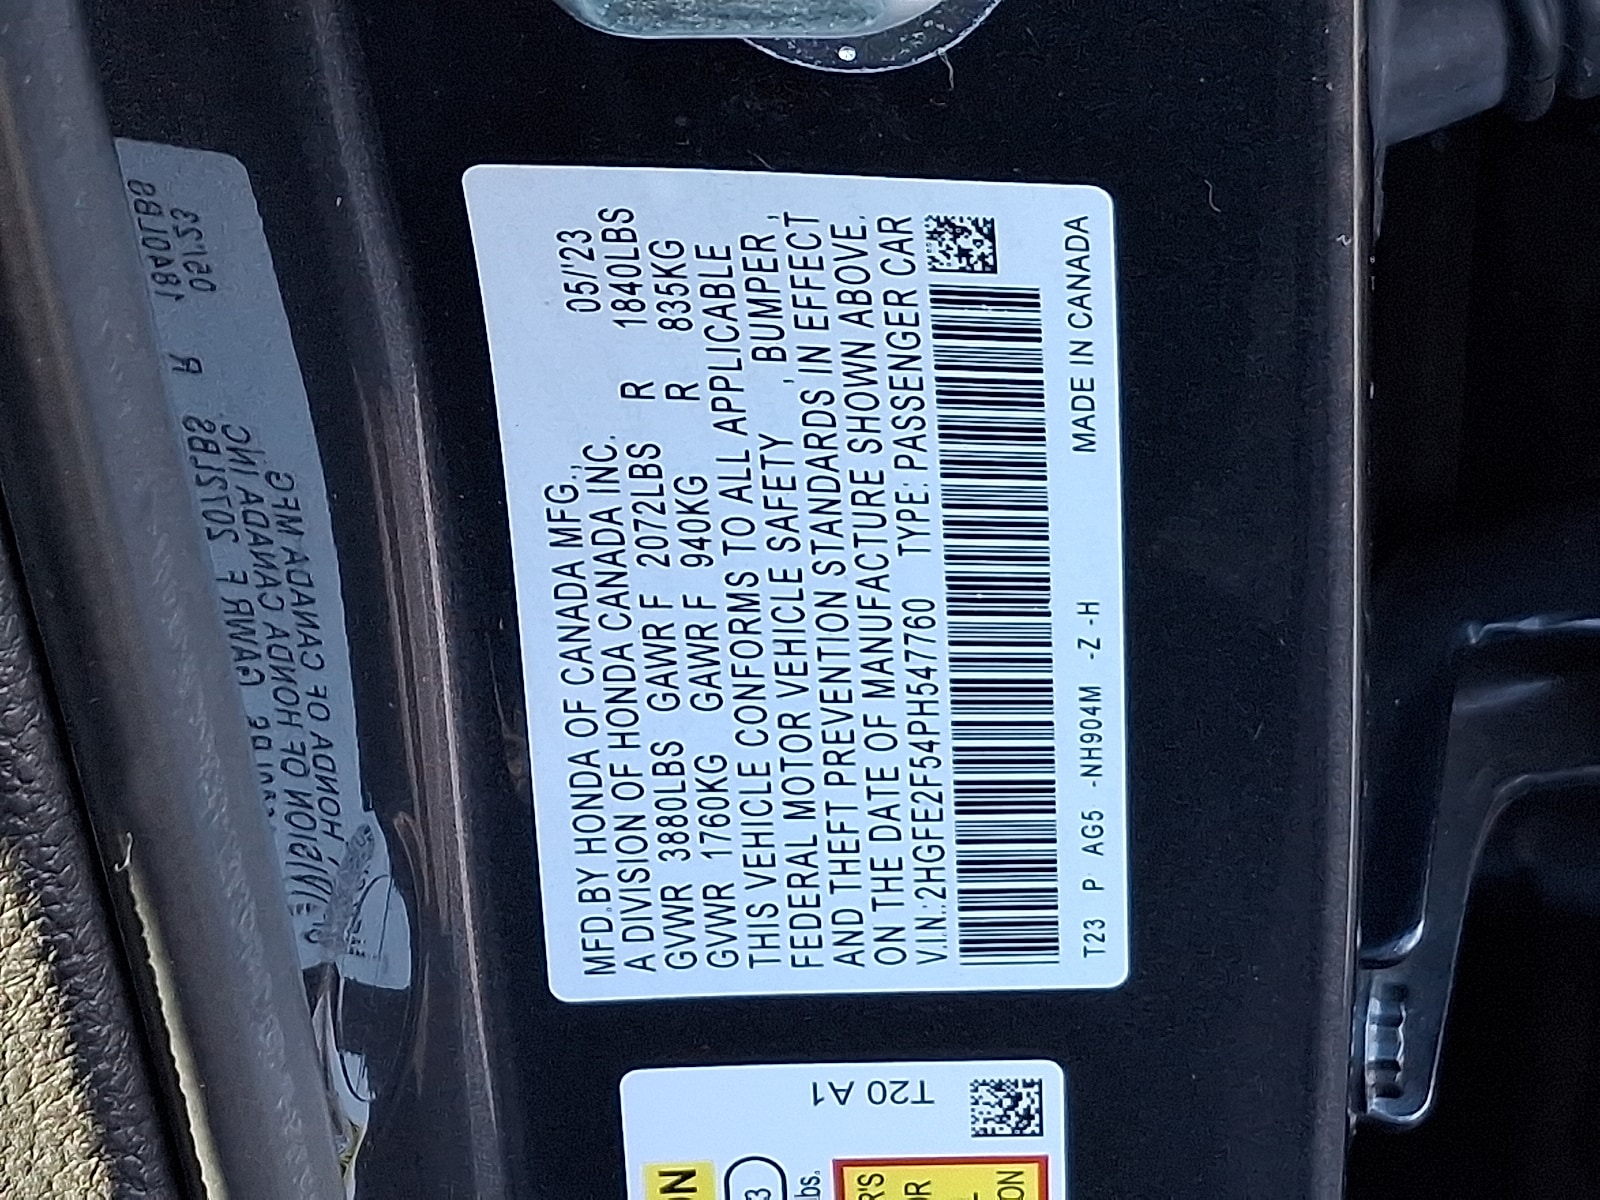 MFD.BY HONDA OF CANADA MFG.,
A DIVISION OF HONDA CANADA INC. 05/'23
GVWR 3880LBS GAWR F 2072LBS R 1840LBS
GVWR 1760KG GAWR F 940KG R 835KG
THIS VEHICLE CONFORMS TO ALL APPLICABLE
FEDERAL MOTOR VEHICLE SAFETY , BUMPER ,
AND THEFT PREVENTION STANDARDS IN EFFECT
ON THE DATE OF MANUFACTURE SHOWN ABOVE.
V.I.N.:2HGFE2F54PH547760 TYPE: PASSENGER CAR
T23 P AG5 -NH904M -Z -H MADE IN CANADA
T20 A1